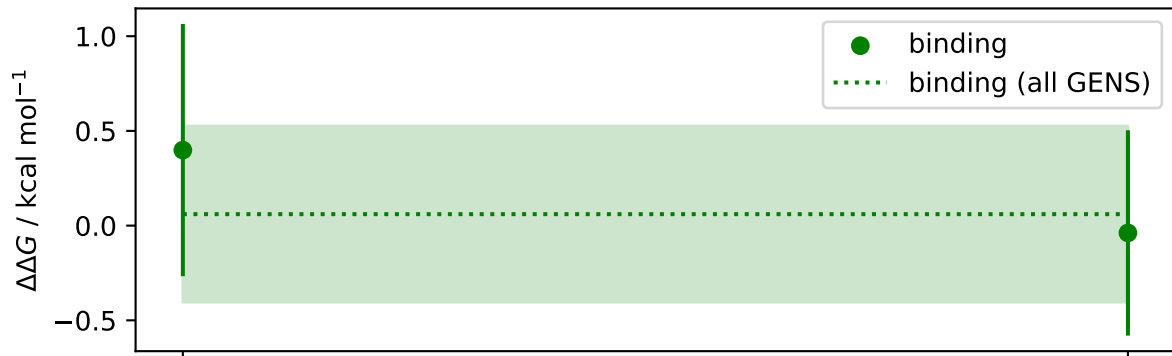 ΔΔG / kcal mol⁻¹
1.0
0.5
0.0
−0.5
binding
binding (all GENS)